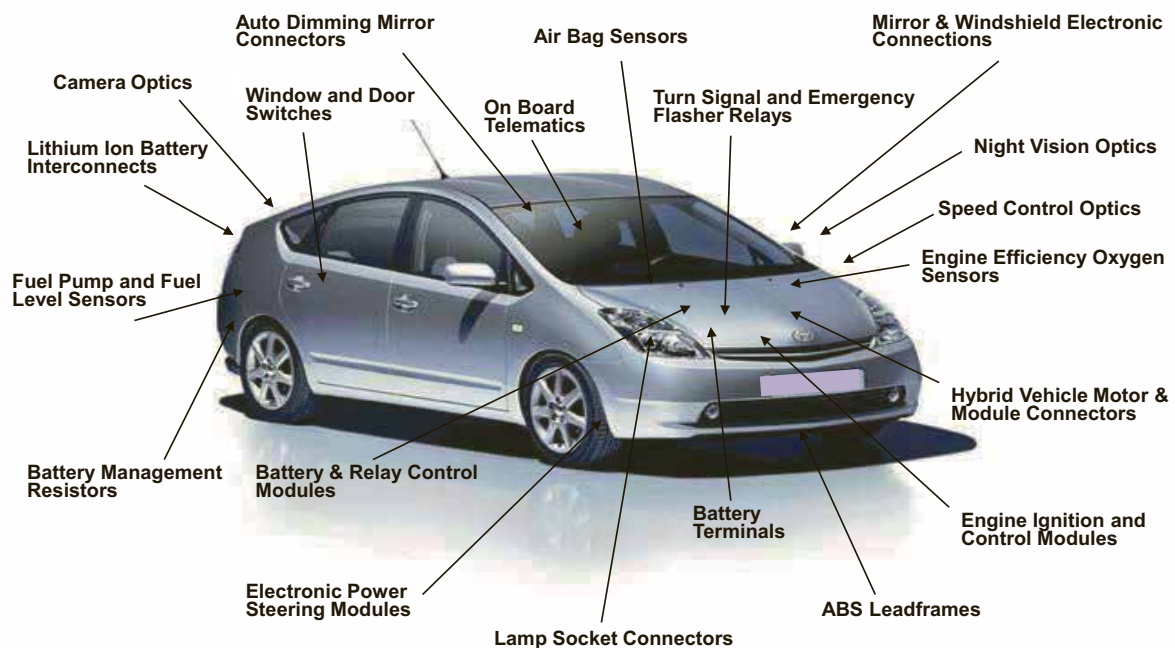 Auto Dimming Mirror
Connectors
Air Bag Sensors
Mirror & Windshield Electronic
Connections
Camera Optics
Window and Door
Switches
On Board
Telematics
Turn Signal and Emergency
Flasher Relays
Lithium Ion Battery
Interconnects
Night Vision Optics
Speed Control Optics
Engine Efficiency Oxygen
Sensors
Fuel Pump and Fuel
Level Sensors
Hybrid Vehicle Motor &
Module Connectors
Battery Management
Resistors
Battery & Relay Control
Modules
Battery
Terminals
Engine Ignition and
Control Modules
Electronic Power
Steering Modules
ABS Leadframes
Lamp Socket Connectors